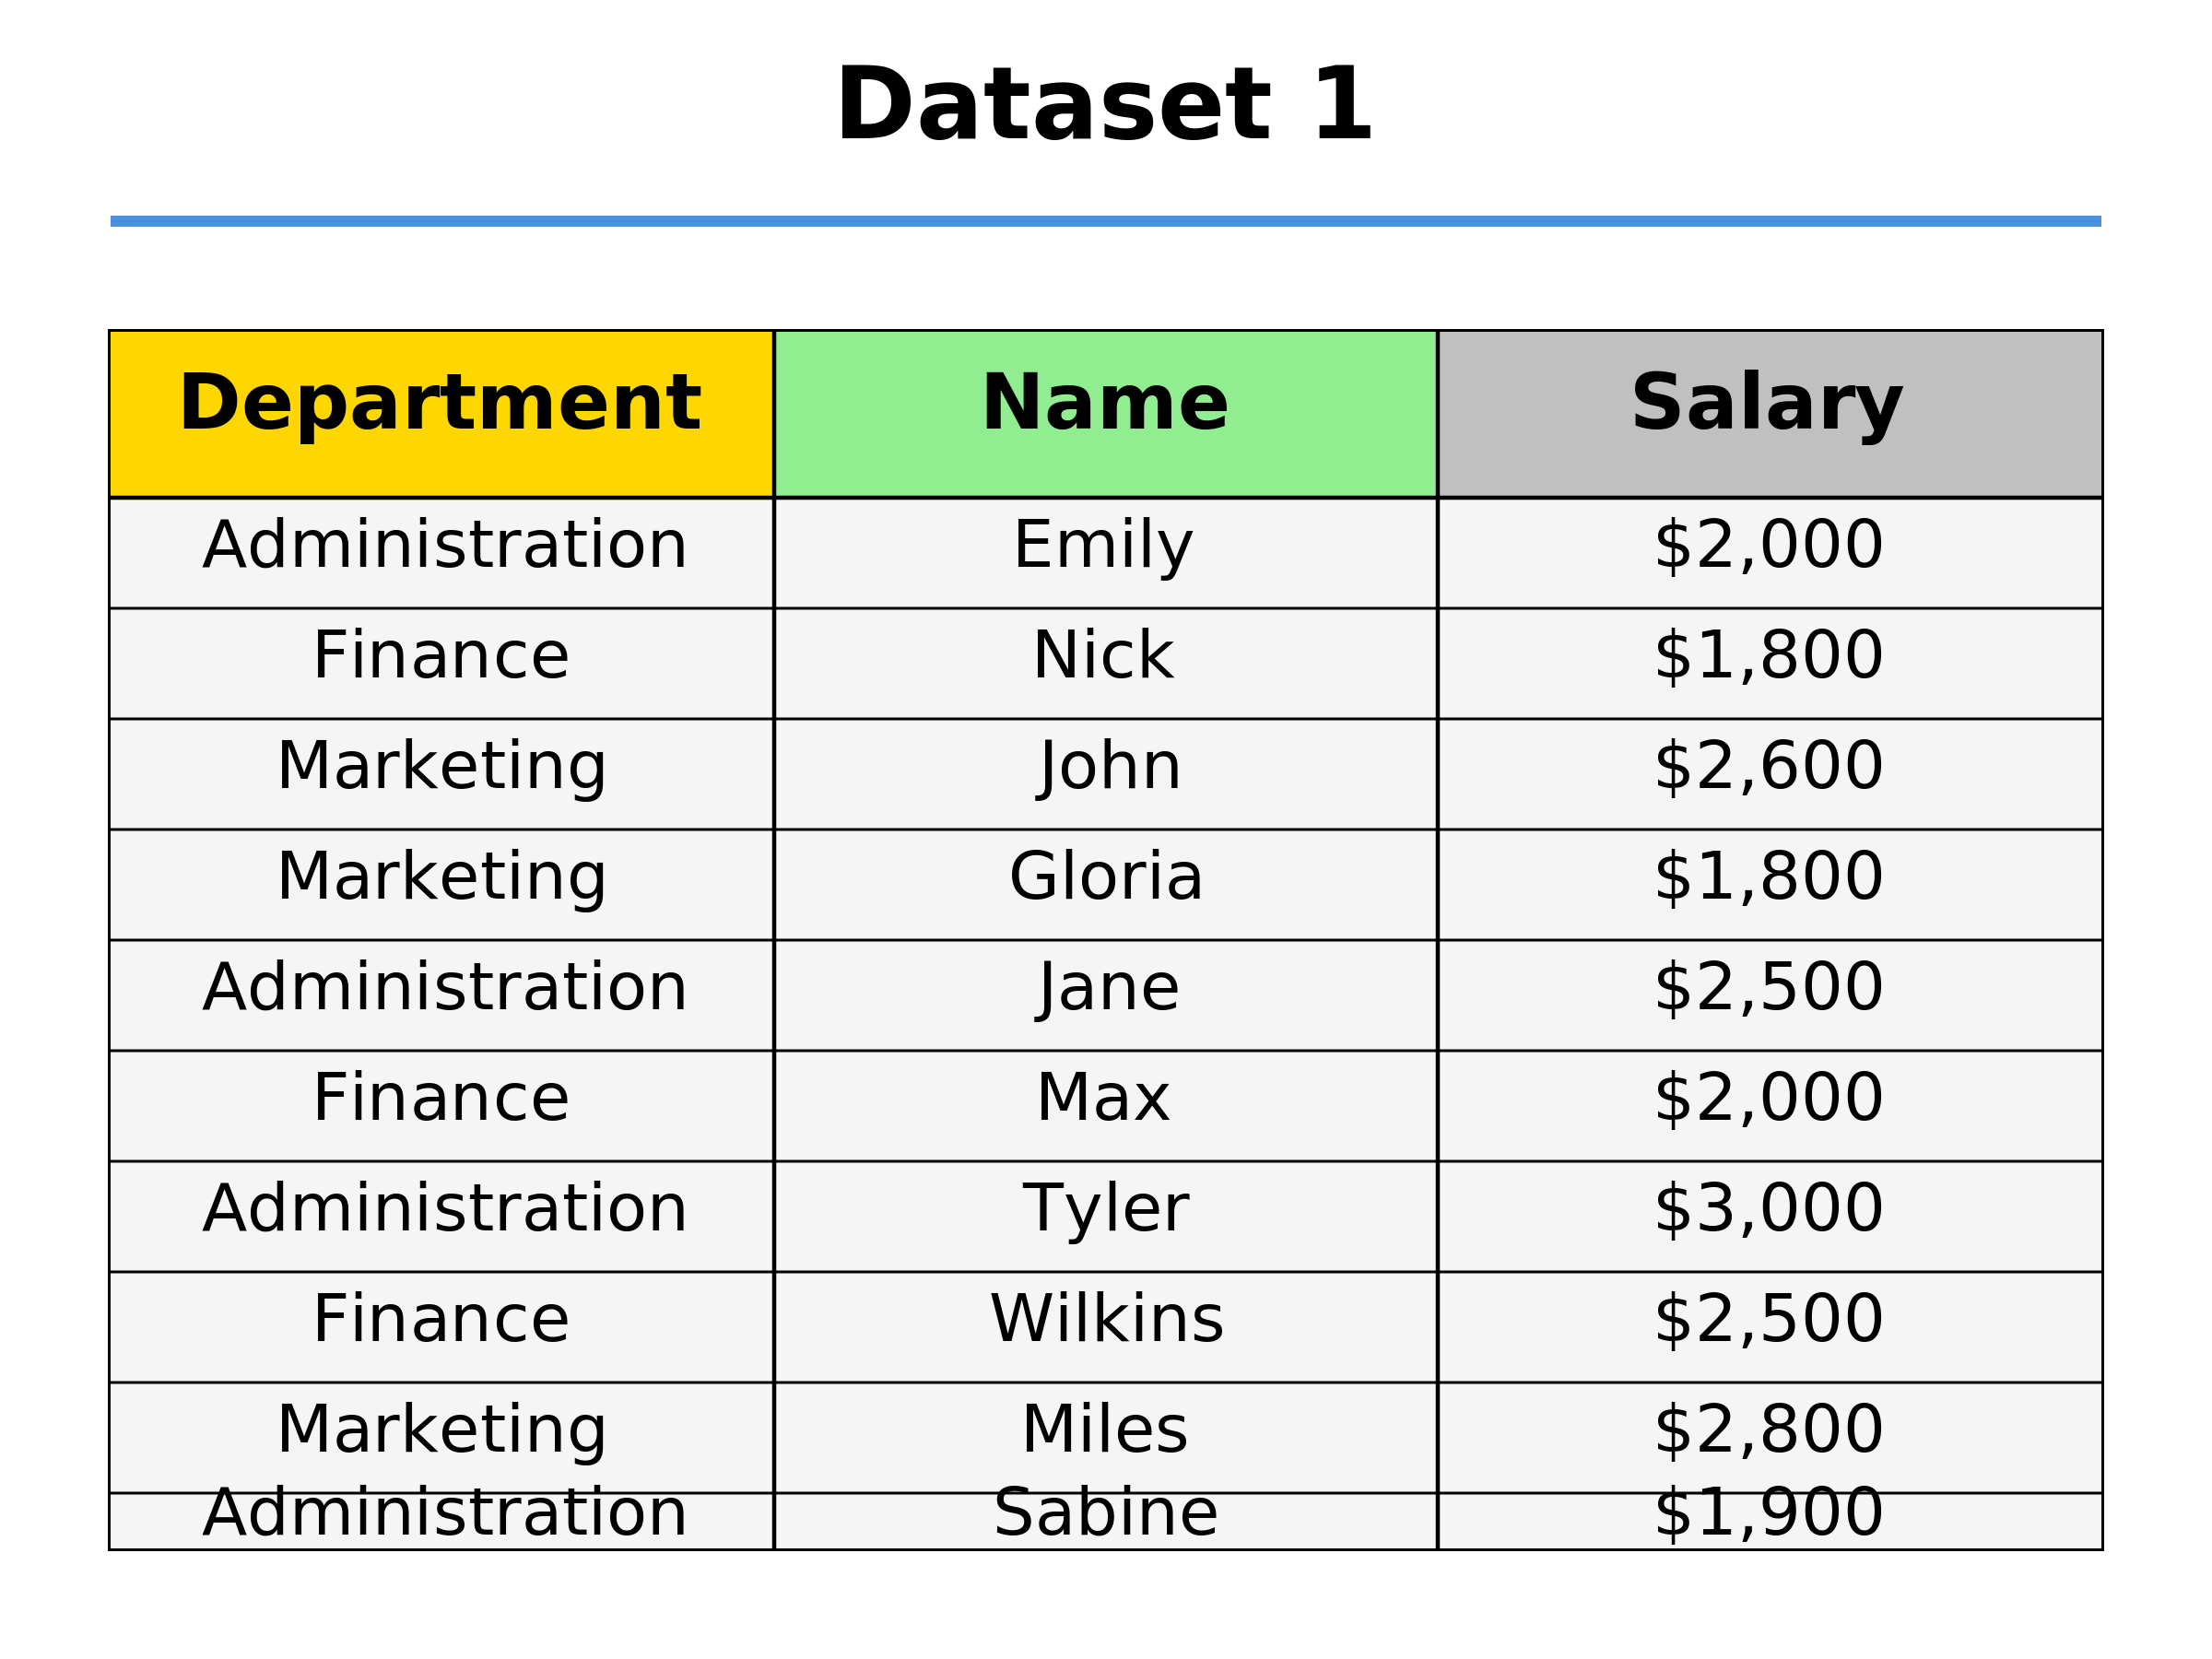 Dataset 1
Department Name Salary
Administration Emily $2,000
Finance Nick $1,800
Marketing John $2,600
Marketing Gloria $1,800
Administration Jane $2,500
Finance Max $2,000
Administration Tyler $3,000
Finance Wilkins $2,500
Marketing Miles $2,800
Administration Sabine $1,900